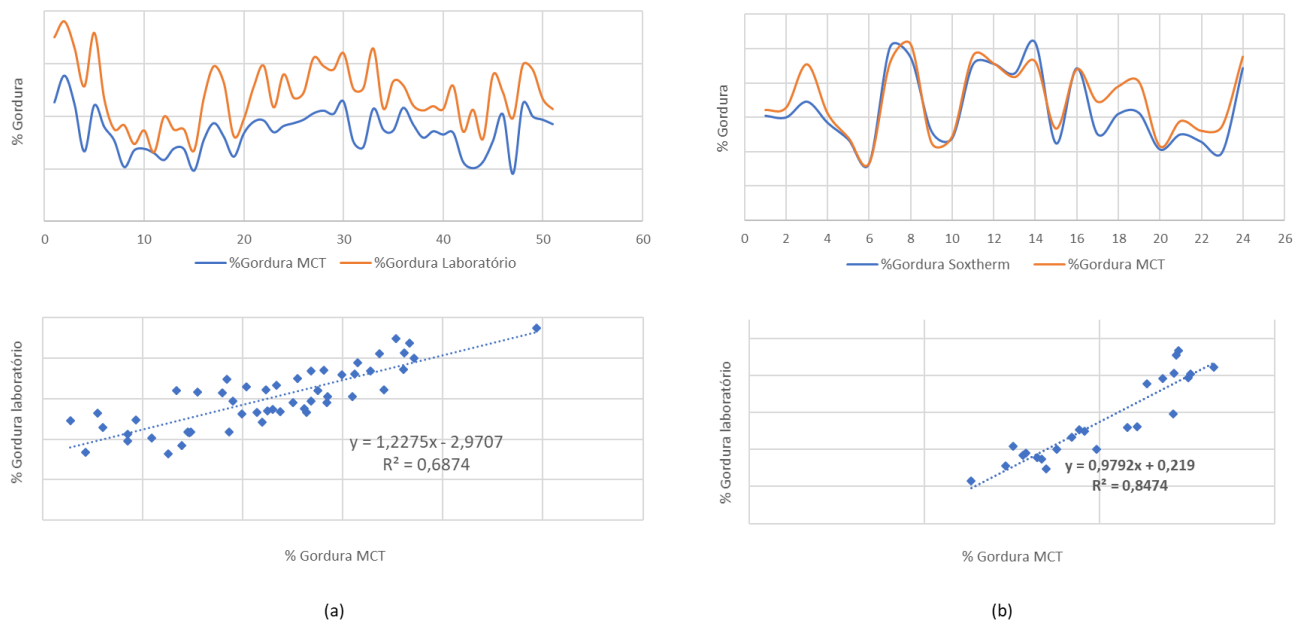 % Gordura
0 10 20 30 40 50 60
%Gordura MCT %Gordura Laboratório
% Gordura
0 2 4 6 8 10 12 14 16 18 20 22 24 26
%Gordura Soxtherm %Gordura MCT
% Gordura laboratório
y = 1,2275x - 2,9707
R² = 0,6874
% Gordura MCT
(a)
% Gordura laboratório
y = 0,9792x + 0,219
R² = 0,8474
% Gordura MCT
(b)